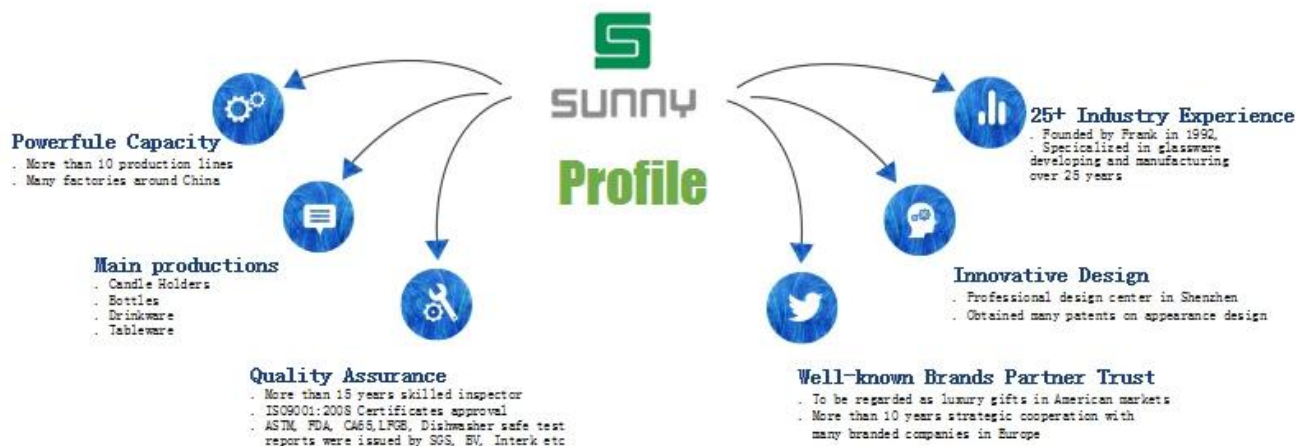 SUNNY
Profile
Powerfule Capacity
. More than 10 production lines
. Many factories around China
Main productions
. Candle Holders
. Bottles
. Drinkware
. Tableware
Quality Assurance
. More than 15 years skilled inspector
. ISO9001:2008 Certificates approval
. ASTM, FDA, CA65,LFGB, Dishwasher safe test
reports were issued by SGS, BV, Interk etc
25+ Industry Experience
. Founded by Frank in 1992,
. Specicalized in glassware
developing and manufacturing
over 25 years
Innovative Design
. Professional design center in Shenzhen
. Obtained many patents on appearance design
Well-known Brands Partner Trust
. To be regarded as luxury gifts in American markets
. More than 10 years strategic cooperation with
many branded companies in Europe